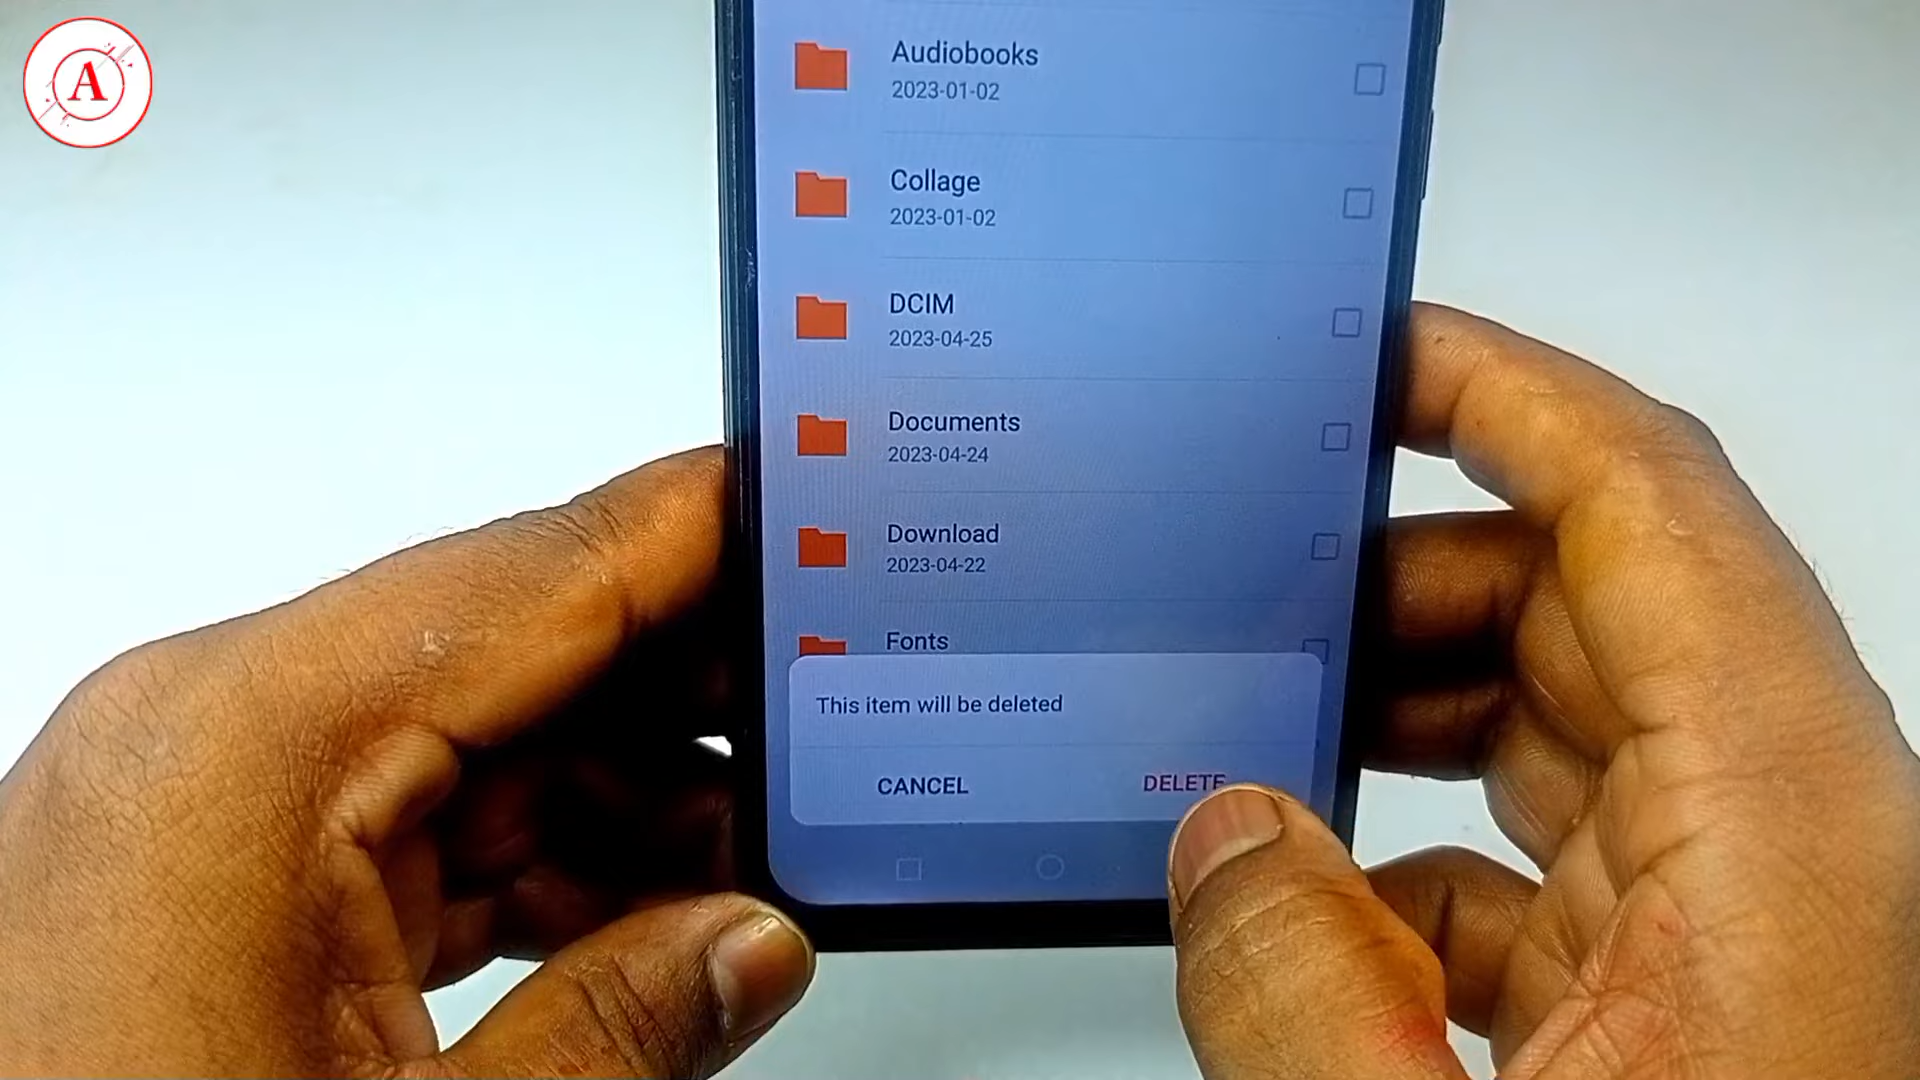 A
Audiobooks
2023-01-02
Collage
2023-01-02
DCIM
2023-04-25
Documents
2023-04-24
Download
2023-04-22
Fonts
This item will be deleted
CANCEL
DELETE